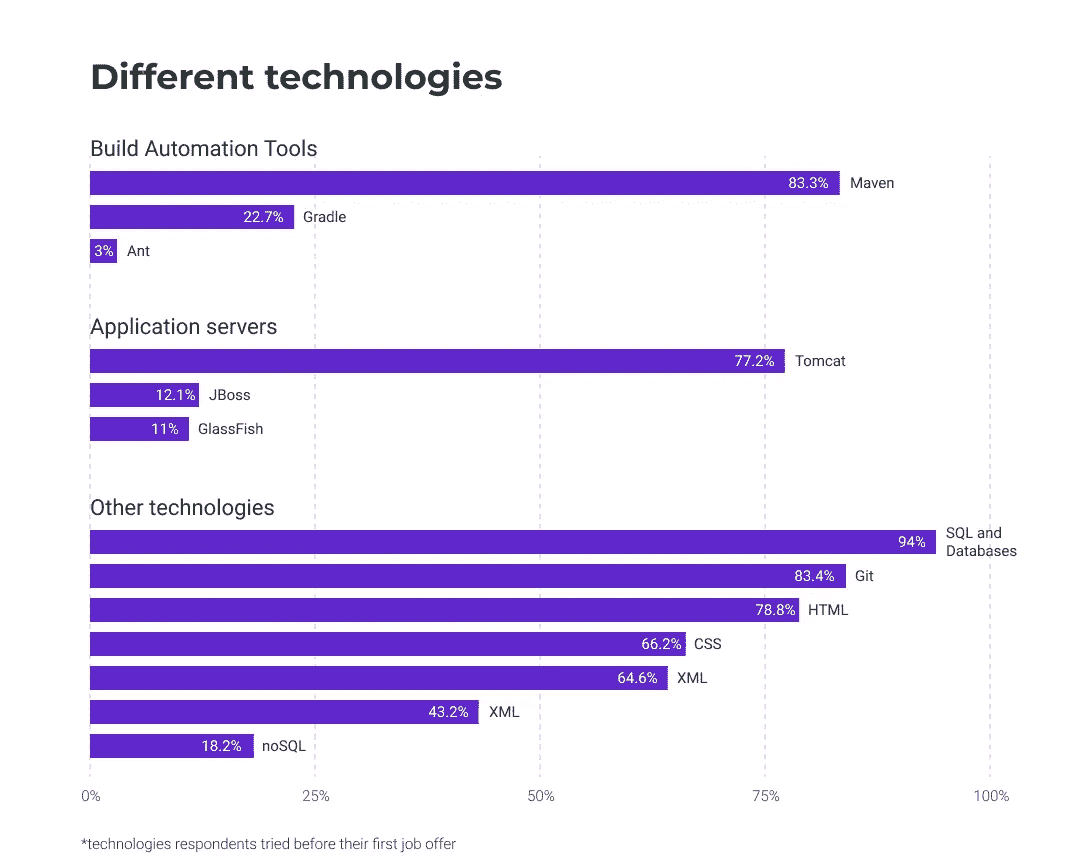 Different technologies
Build Automation Tools
83.3% Maven
22.7% Gradle
3% Ant
Application servers
77.2% Tomcat
12.1% JBoss
11% GlassFish
Other technologies
94% SQL and
Databases
83.4% Git
78.8% HTML
66.2% CSS
64.6% XML
43.2% XML
18.2% noSQL
0% 25% 50% 75% 100%
*technologies respondents tried before their first job offer